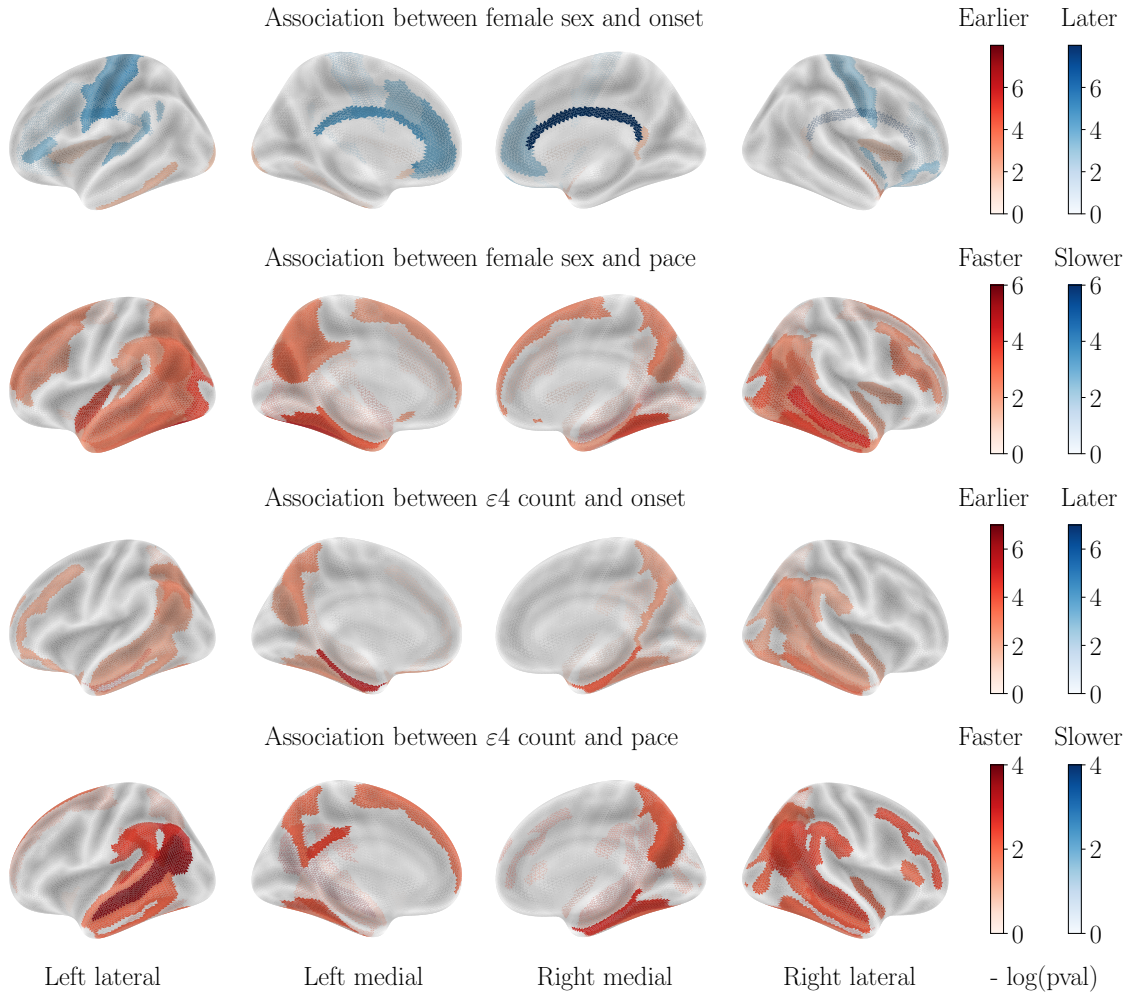 Association between female sex and onset
Earlier Later
6 6
4 4
2 2
0 0
Association between female sex and pace
Faster Slower
6 6
4 4
2 2
0 0
Association between ε4 count and onset
Earlier Later
6 6
4 4
2 2
0 0
Association between ε4 count and pace
Faster Slower
4 4
2 2
0 0
Left lateral Left medial Right medial Right lateral - log(pval)